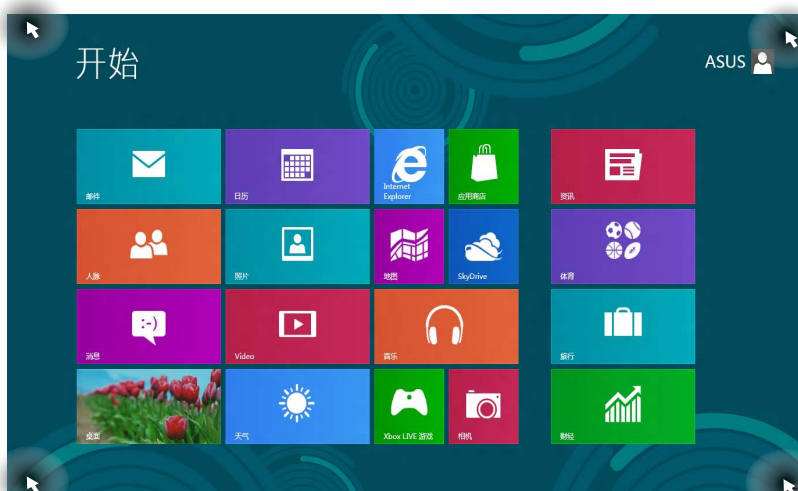 开始
ASUS
邮件
日历
Internet
Explorer
应用商店
资讯
人脉
照片
地图
SkyDrive
体育
:-)
消息
Video
音乐
旅行
桌面
天气
Xbox LIVE 游戏
相机
财经